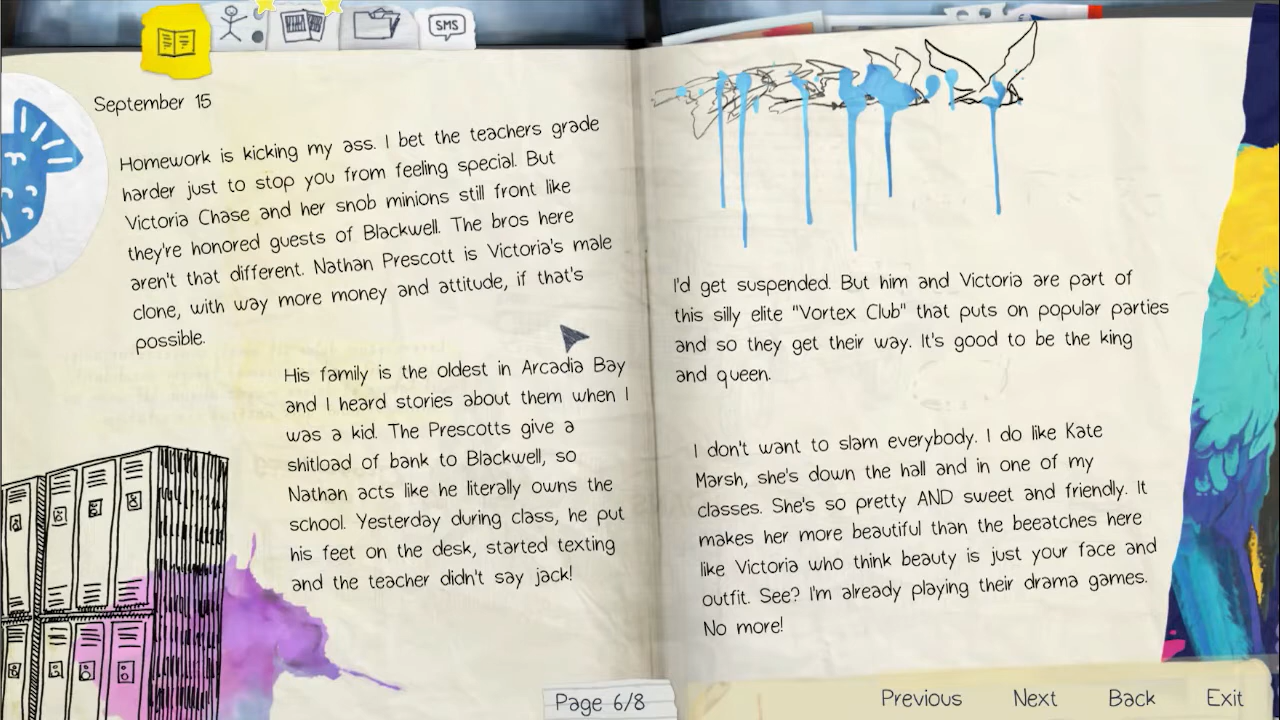 SMS
September 15
Homework is kicking my ass. I bet the teachers grade
harder just to stop you from feeling special. But
Victoria Chase and her snob minions still front like
they're honored guests of Blackwell. The bros here
aren't that different. Nathan Prescott is Victoria's male
clone, with way more money and attitude, if that's
possible.
His family is the oldest in Arcadia Bay
and I heard stories about them when I
was a kid. The Prescotts give a
shitload of bank to Blackwell, so
Nathan acts like he literally owns the
school. Yesterday during class, he put
his feet on the desk, started texting
and the teacher didn't say jack!
I'd get suspended. But him and Victoria are part of
this silly elite "Vortex Club" that puts on popular parties
and so they get their way. It's good to be the king
and queen.
I don't want to slam everybody. I do like Kate
Marsh, she's down the hall and in one of my
classes. She's so pretty AND sweet and friendly. It
makes her more beautiful than the beeatches here
like Victoria who think beauty is just your face and
outfit. See? I'm already playing their drama games.
No more!
Page 6/8
Previous Next Back Exit